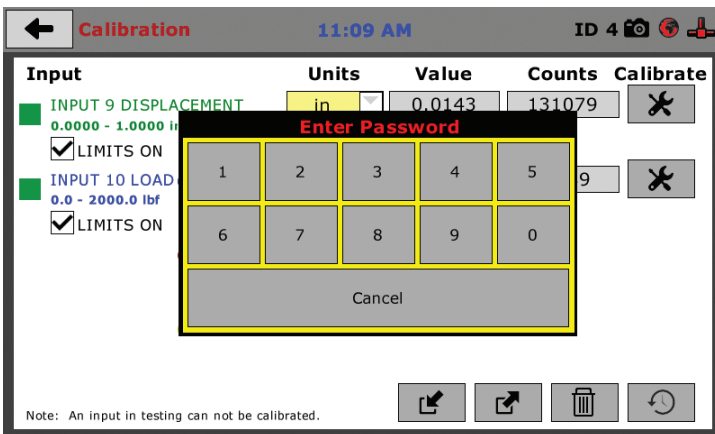 Calibration 11:09 AM ID 4
Input Units Value Counts Calibrate
INPUT 9 DISPLACEMENT in 0.0143 131079
0.0000 - 1.0000 in
LIMITS ON
Enter Password
1 2 3 4 5
INPUT 10 LOAD 9
0.0 - 2000.0 lbf
LIMITS ON
6 7 8 9 0
Cancel
Note: An input in testing can not be calibrated.